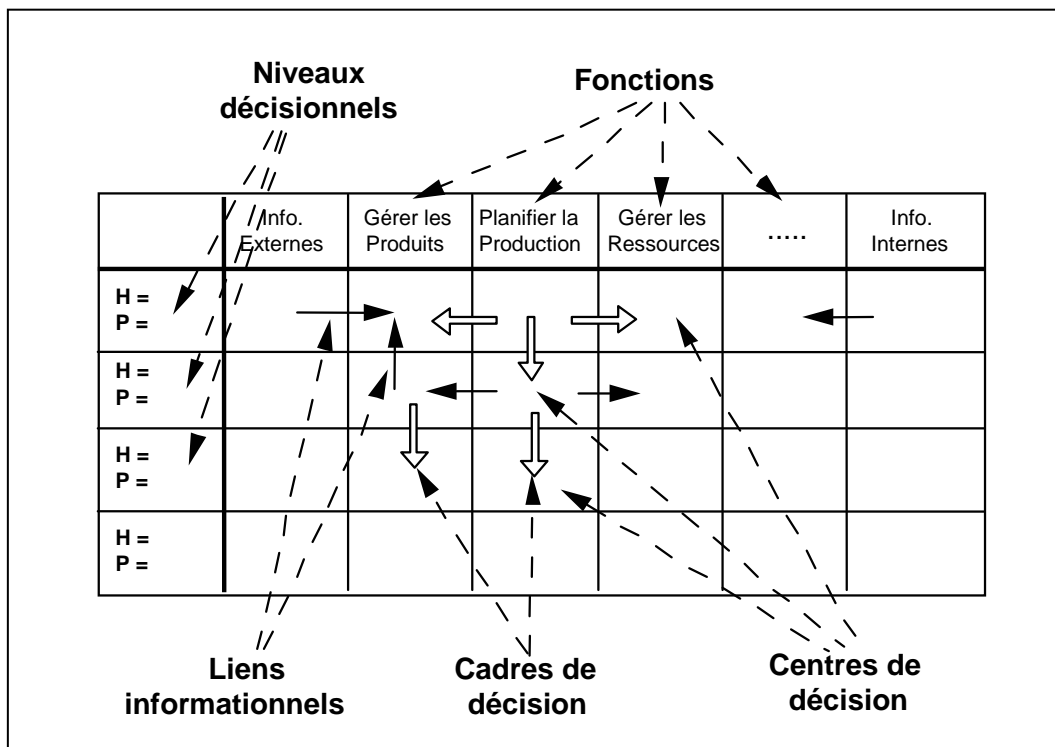 Niveaux
décisionnels
Fonctions
Info.
Externes
Gérer les
Produits
Planifier la
Production
Gérer les
Ressources
.....
Info.
Internes
H =
P =
H =
P =
H =
P =
H =
P =
Liens
informationnels
Cadres de
décision
Centres de
décision